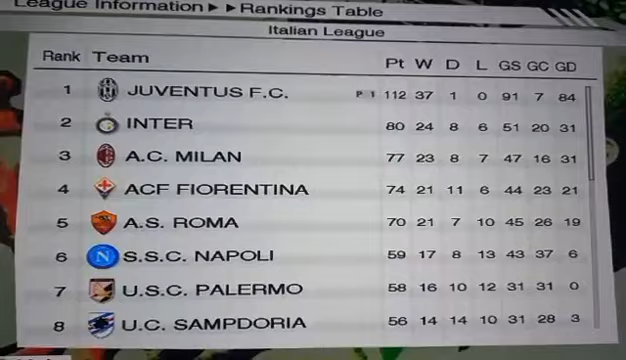 League Information ▶ ▶ Rankings Table
Italian League
Rank Team Pt W D L GS GC GD
1 JUVENTUS F.C. P 1 112 37 1 0 91 7 84
2 INTER 80 24 8 6 51 20 31
3 A.C. MILAN 77 23 8 7 47 16 31
4 ACF FIORENTINA 74 21 11 6 44 23 21
5 A.S. ROMA 70 21 7 10 45 26 19
6 S.S.C. NAPOLI 59 17 8 13 43 37 6
7 U.S.C. PALERMO 58 16 10 12 31 31 0
8 U.C. SAMPDORIA 56 14 14 10 31 28 3